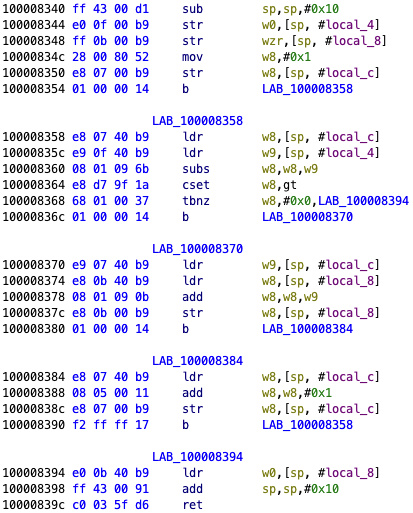 100008340 ff 43 00 d1 sub sp,sp,#0x10
100008344 e0 0f 00 b9 str w0,[sp, #local_4]
100008348 ff 0b 00 b9 str wzr,[sp, #local_8]
10000834c 28 00 80 52 mov w8,#0x1
100008350 e8 07 00 b9 str w8,[sp, #local_c]
100008354 01 00 00 14 b LAB_100008358
LAB_100008358
100008358 e8 07 40 b9 ldr w8,[sp, #local_c]
10000835c e9 0f 40 b9 ldr w9,[sp, #local_4]
100008360 08 01 09 6b subs w8,w8,w9
100008364 e8 d7 9f 1a cset w8,gt
100008368 68 01 00 37 tbnz w8,#0x0,LAB_100008394
10000836c 01 00 00 14 b LAB_100008370
LAB_100008370
100008370 e9 07 40 b9 ldr w9,[sp, #local_c]
100008374 e8 0b 40 b9 ldr w8,[sp, #local_8]
100008378 08 01 09 0b add w8,w8,w9
10000837c e8 0b 00 b9 str w8,[sp, #local_8]
100008380 01 00 00 14 b LAB_100008384
LAB_100008384
100008384 e8 07 40 b9 ldr w8,[sp, #local_c]
100008388 08 05 00 11 add w8,w8,#0x1
10000838c e8 07 00 b9 str w8,[sp, #local_c]
100008390 f2 ff ff 17 b LAB_100008358
LAB_100008394
100008394 e0 0b 40 b9 ldr w0,[sp, #local_8]
100008398 ff 43 00 91 add sp,sp,#0x10
10000839c c0 03 5f d6 ret